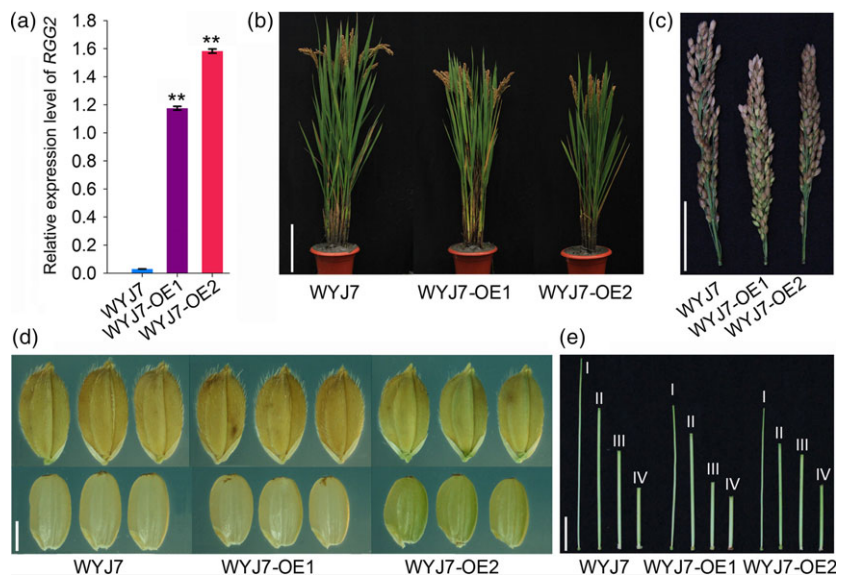 (a)
Relative expression level of RGG2
1.8
1.6
1.4
1.2
1.0
0.8
0.6
0.4
0.2
0.0
**
**
WYJ7
WYJ7-OE1
WYJ7-OE2
(b)
WYJ7 WYJ7-OE1 WYJ7-OE2
(c)
WYJ7
WYJ7-OE1
WYJ7-OE2
(d)
WYJ7 WYJ7-OE1 WYJ7-OE2
(e)
I II III IV
I II III IV
I II III IV
WYJ7 WYJ7-OE1 WYJ7-OE2